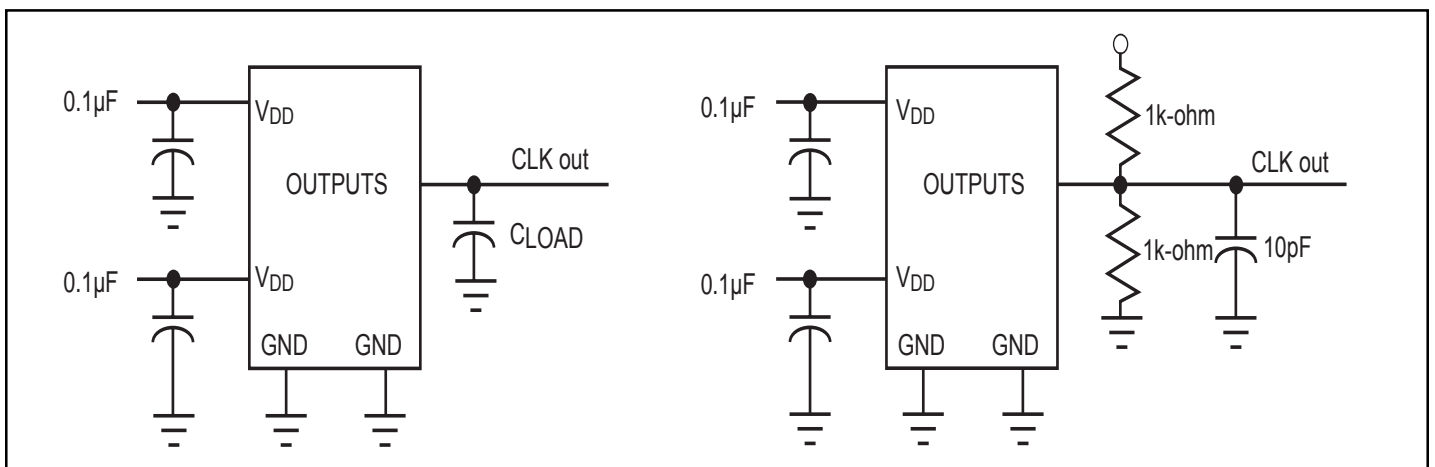 0.1µF
VDD
OUTPUTS
CLK out
CLOAD
0.1µF
VDD
GND GND
1k-ohm
0.1µF
VDD
OUTPUTS
CLK out
1k-ohm
10pF
0.1µF
VDD
GND GND